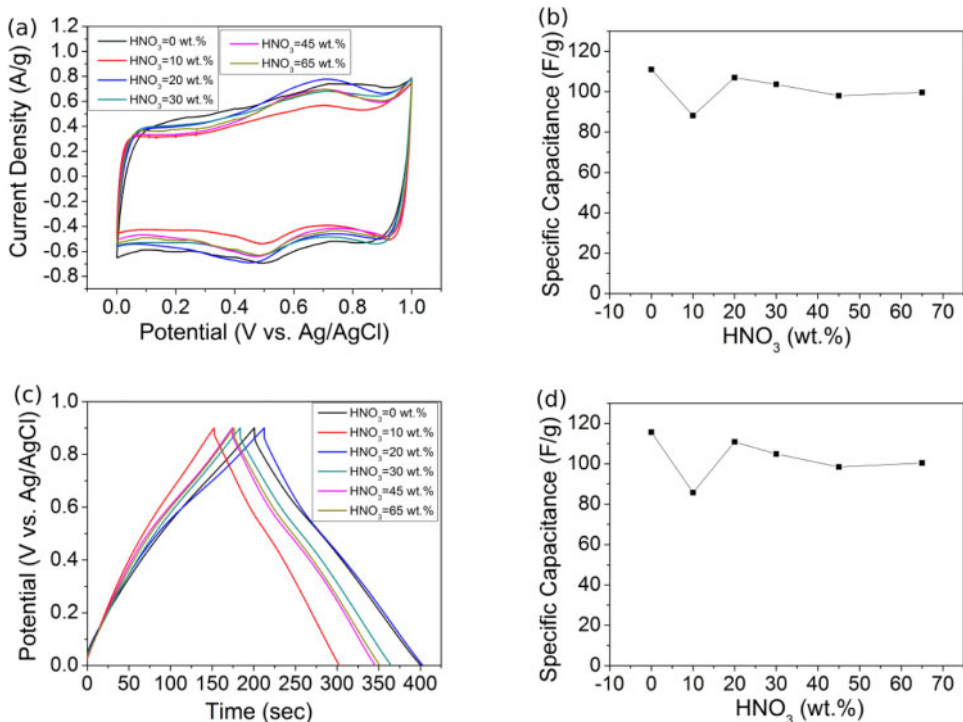 (a)
1.2
1.0
0.8
0.6
0.4
0.2
0.0
-0.2
-0.4
-0.6
-0.8
Current Density (A/g)
HNO₃=0 wt.%
HNO₃=10 wt.%
HNO₃=20 wt.%
HNO₃=30 wt.%
HNO₃=45 wt.%
HNO₃=65 wt.%
0.0 0.2 0.4 0.6 0.8 1.0
Potential (V vs. Ag/AgCl)
(b)
120
100
80
60
40
20
0
Specific Capacitance (F/g)
-10 0 10 20 30 40 50 60 70
HNO₃ (wt.%)
(c)
1.0
0.8
0.6
0.4
0.2
0.0
Potential (V vs. Ag/AgCl)
HNO₃=0 wt.%
HNO₃=10 wt.%
HNO₃=20 wt.%
HNO₃=30 wt.%
HNO₃=45 wt.%
HNO₃=65 wt.%
0 50 100 150 200 250 300 350 400
Time (sec)
(d)
120
100
80
60
40
20
0
Specific Capacitance (F/g)
-10 0 10 20 30 40 50 60 70
HNO₃ (wt.%)